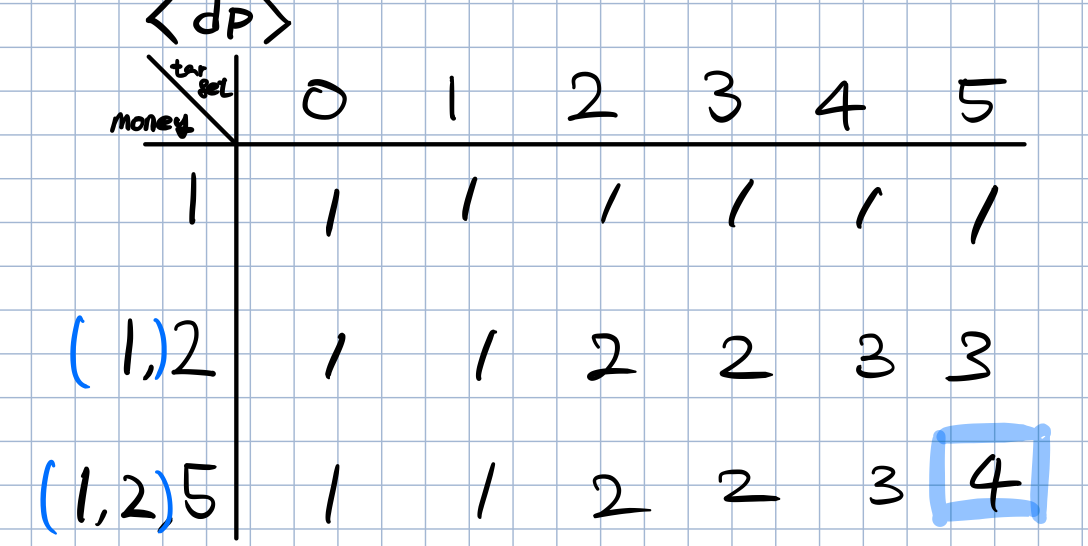 <dp>
target
money 0 1 2 3 4 5
1 1 1 1 1 1 1
(1,)2 1 1 2 2 3 3
(1,2)5 1 1 2 2 3 4